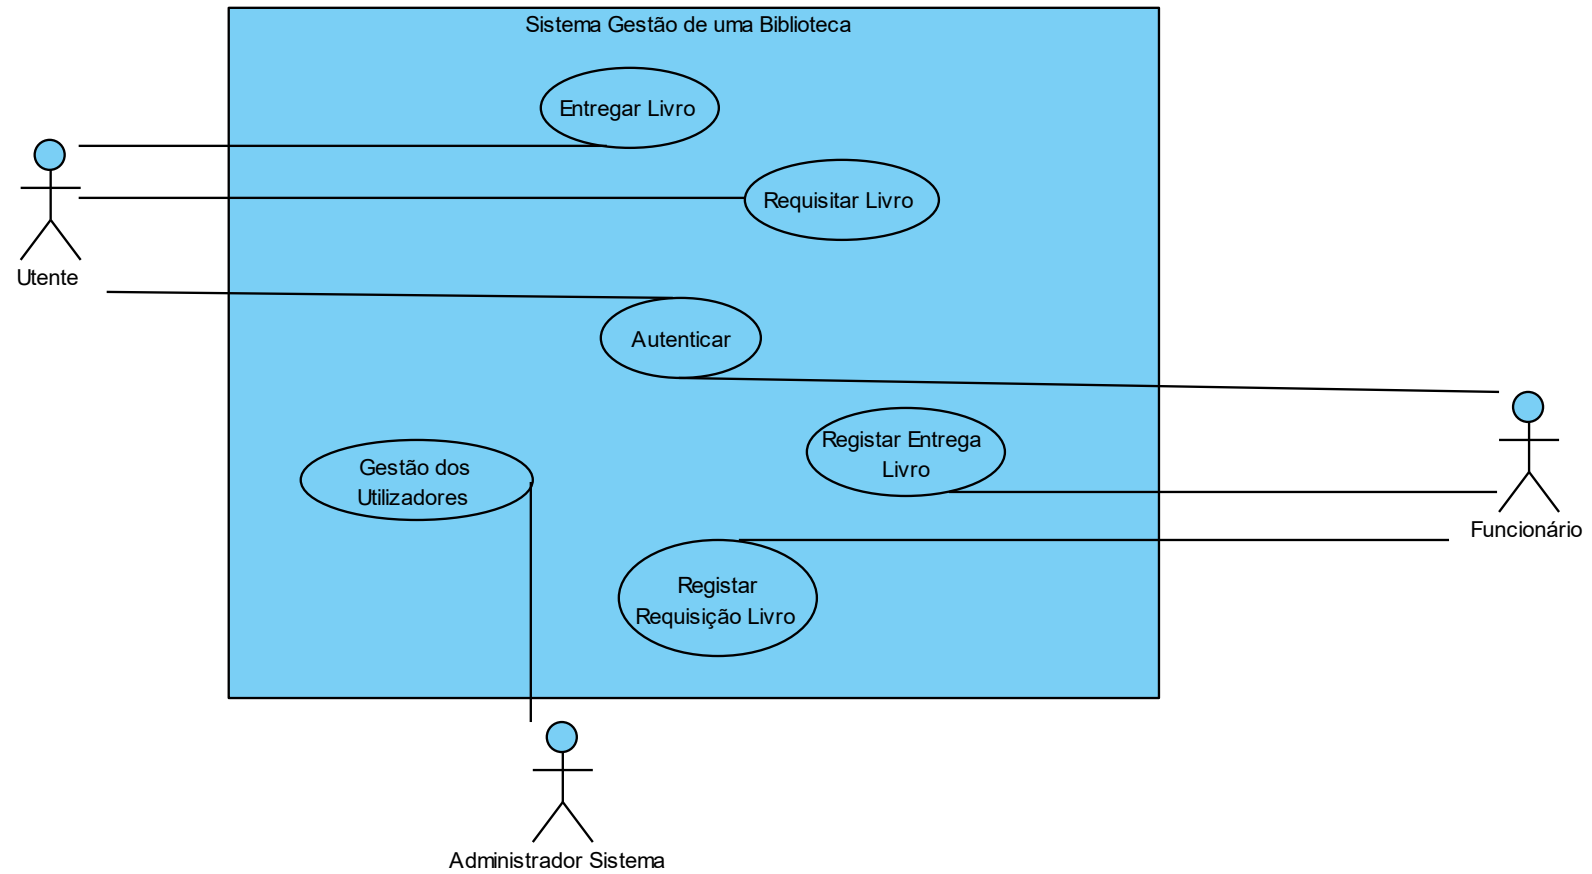 Sistema Gestão de uma Biblioteca
Entregar Livro
Requisitar Livro
Utente
Autenticar
Registar Entrega
Livro
Gestão dos
Utilizadores
Funcionário
Registar
Requisição Livro
Administrador Sistema